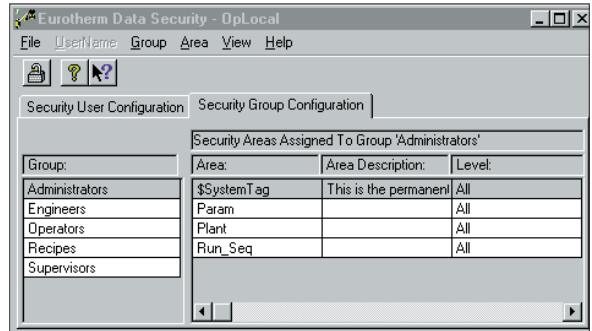 Eurotherm Data Security - OpLocal
File UserName Group Area View Help
Security User Configuration Security Group Configuration
Security Areas Assigned To Group 'Administrators'
Group: Area: Area Description: Level:
Administrators $SystemTag This is the permanent All
Engineers Param All
Operators Plant All
Recipes Run_Seq All
Supervisors